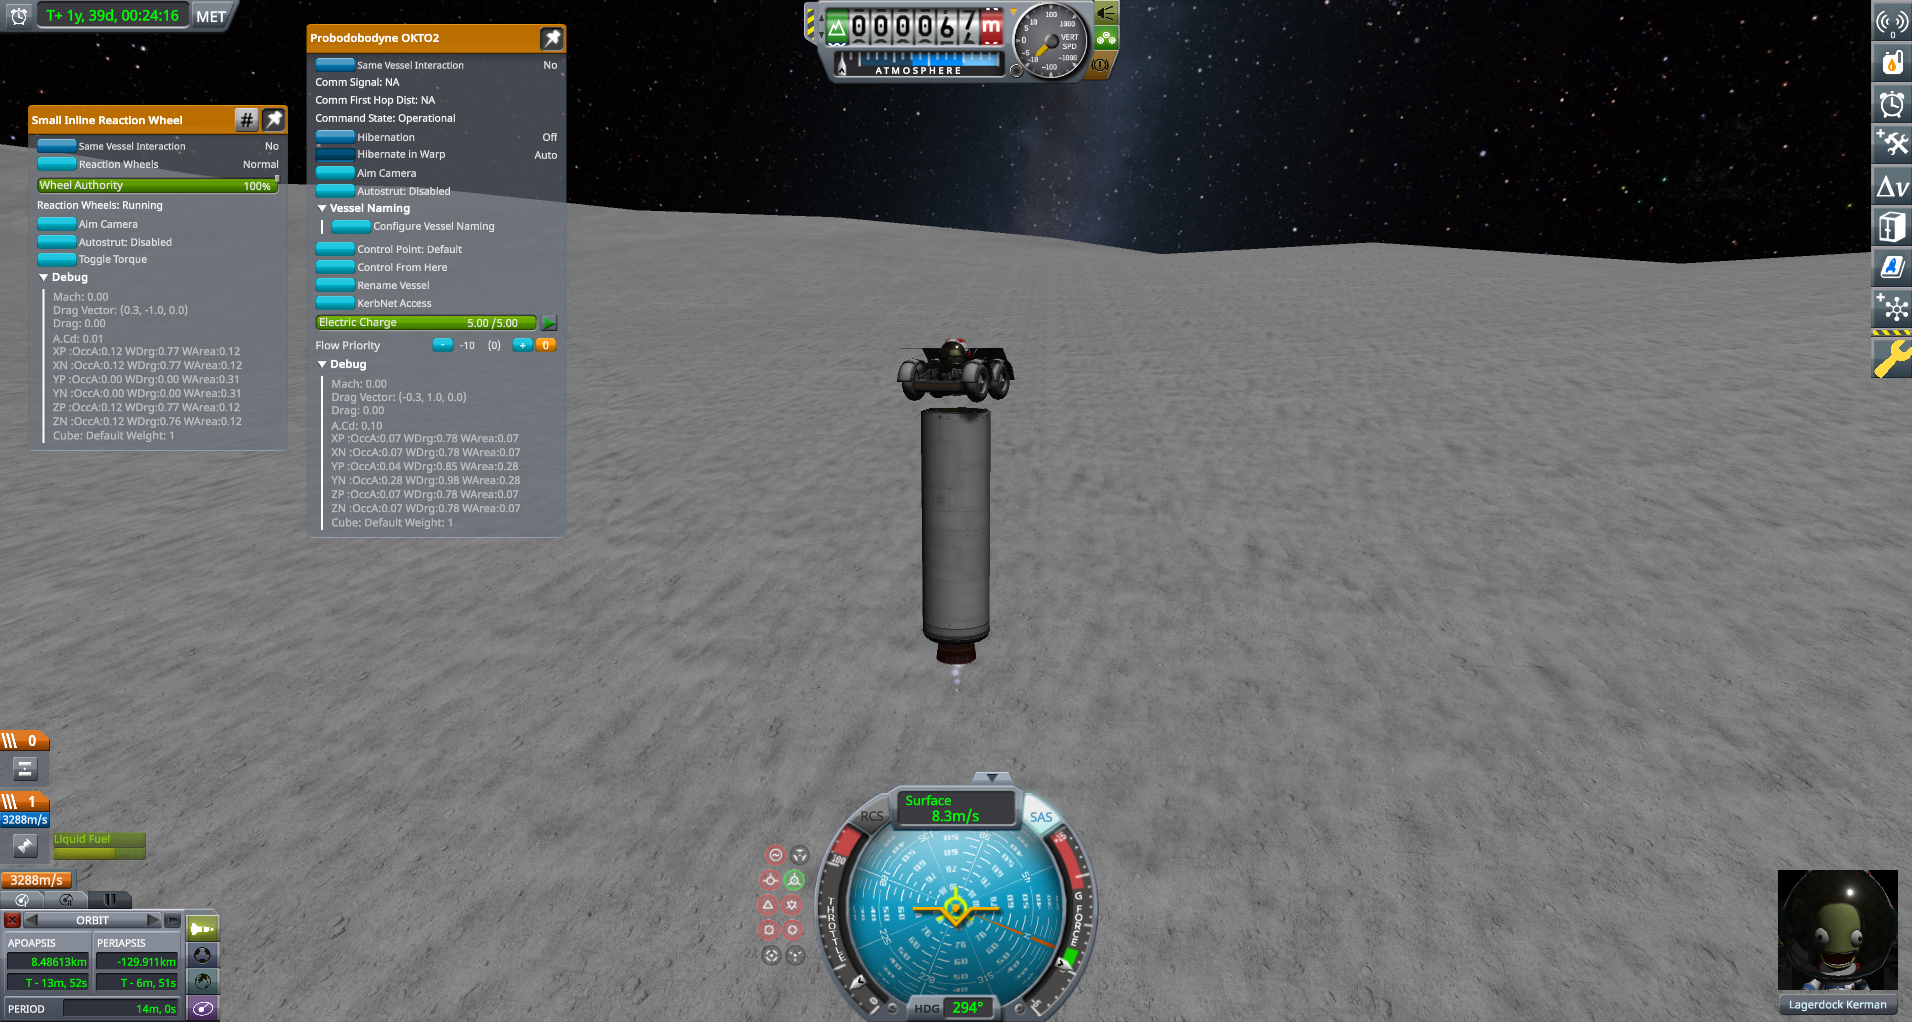 T+ 1y, 39d, 00:24:16 MET
Small Inline Reaction Wheel #
Same Vessel Interaction No
Reaction Wheels Normal
Wheel Authority 100%
Reaction Wheels: Running
Aim Camera
Autostrut: Disabled
Toggle Torque
Debug
Mach: 0.00
Drag Vector: (0.3, -1.0, 0.0)
Drag: 0.00
A.Cd: 0.01
XP :OccA:0.12 WDrg:0.77 WArea:0.12
XN :OccA:0.12 WDrg:0.77 WArea:0.12
YP :OccA:0.00 WDrg:0.00 WArea:0.31
YN :OccA:0.00 WDrg:0.00 WArea:0.31
ZP :OccA:0.12 WDrg:0.77 WArea:0.12
ZN :OccA:0.12 WDrg:0.76 WArea:0.12
Cube: Default Weight: 1
Probodobodyne OKTO2
Same Vessel Interaction No
Comm Signal: NA
Comm First Hop Dist: NA
Command State: Operational
Hibernation Off
Hibernate in Warp Auto
Aim Camera
Autostrut: Disabled
Vessel Naming
Configure Vessel Naming
Control Point: Default
Control From Here
Rename Vessel
KerbNet Access
Electric Charge 5.00 /5.00
Flow Priority - -10 (0) + 0
Debug
Mach: 0.00
Drag Vector: (-0.3, 1.0, 0.0)
Drag: 0.00
A.Cd: 0.10
XP :OccA:0.07 WDrg:0.78 WArea:0.07
XN :OccA:0.07 WDrg:0.78 WArea:0.07
YP :OccA:0.04 WDrg:0.85 WArea:0.28
YN :OccA:0.28 WDrg:0.98 WArea:0.28
ZP :OccA:0.07 WDrg:0.78 WArea:0.07
ZN :OccA:0.07 WDrg:0.78 WArea:0.07
Cube: Default Weight: 1
m
ATMOSPHERE
VERT
SPD
Δv
0
1
3288m/s
Liquid Fuel
3288m/s
ORBIT
APOAPSIS PERIAPSIS
8.48613km -129.911km
T - 13m, 52s T - 6m, 51s
PERIOD 14m, 0s
Surface
8.3m/s
RCS SAS
THROTTLE
G FORCE
HDG 294°
Lagerdock Kerman